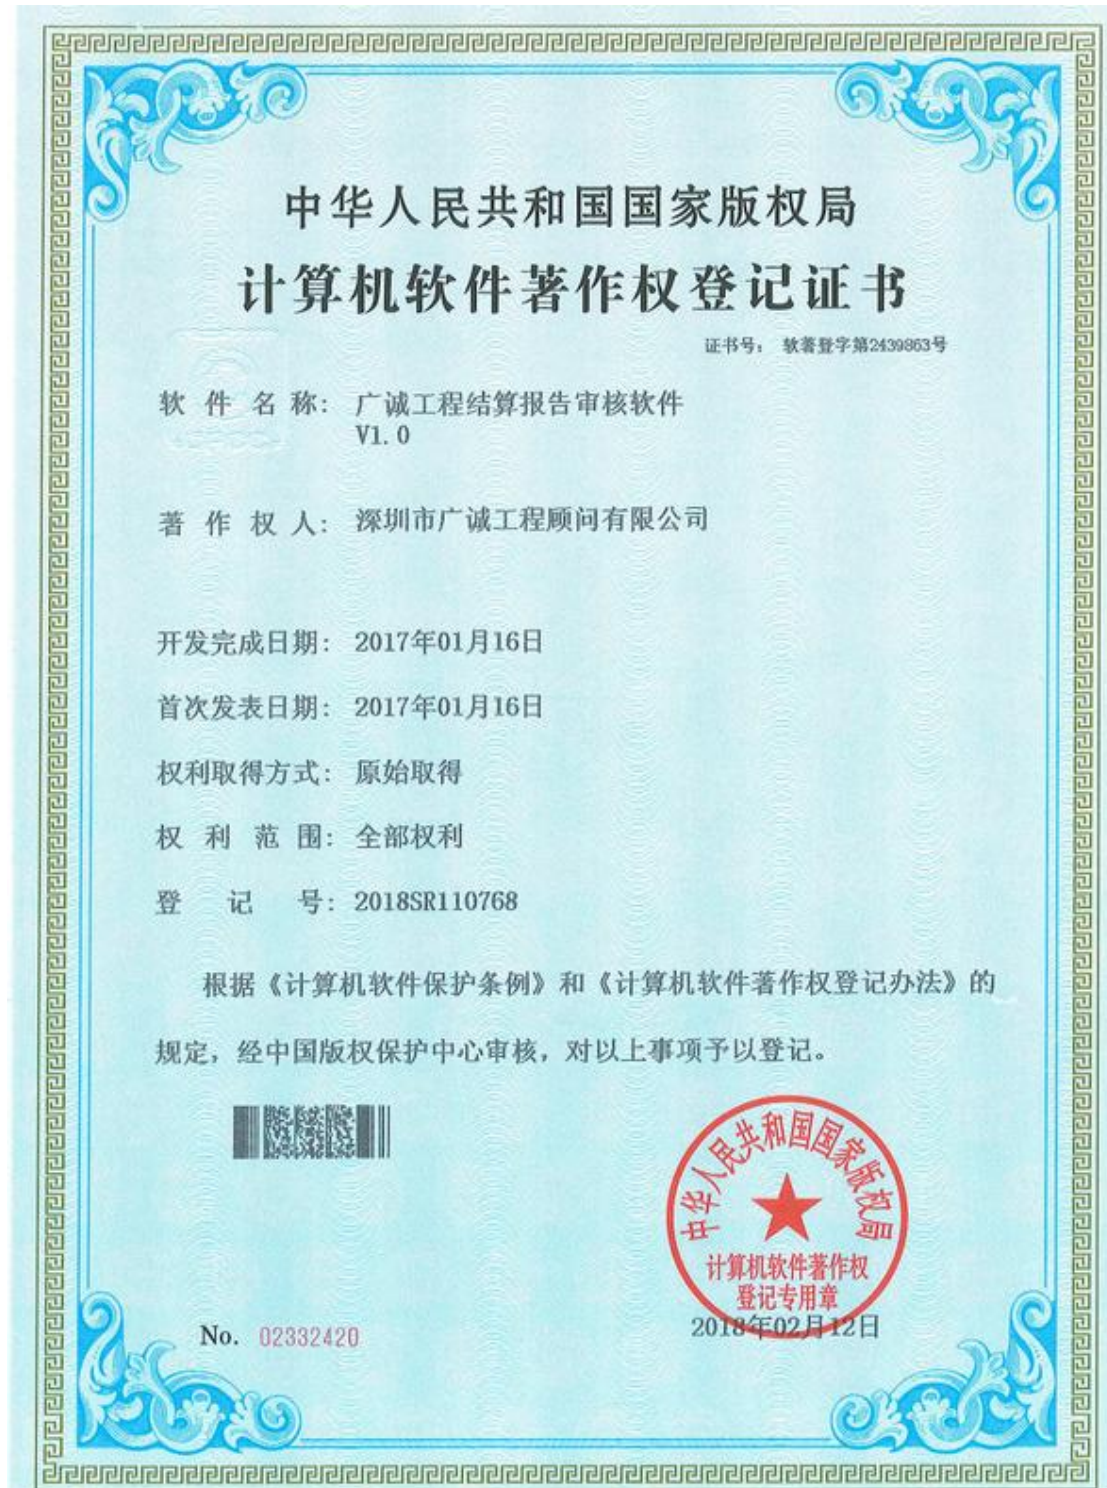 中华人民共和国国家版权局
计算机软件著作权登记证书
证书号： 软著登字第2439863号
软件名称： 广诚工程结算报告审核软件
V1.0
著作权人： 深圳市广诚工程顾问有限公司
开发完成日期： 2017年01月16日
首次发表日期： 2017年01月16日
权利取得方式： 原始取得
权利范围： 全部权利
登记号： 2018SR110768
根据《计算机软件保护条例》和《计算机软件著作权登记办法》的
规定，经中国版权保护中心审核，对以上事项予以登记。
中华人民共和国国家版权局
计算机软件著作权
登记专用章
No. 02332420
2018年02月12日